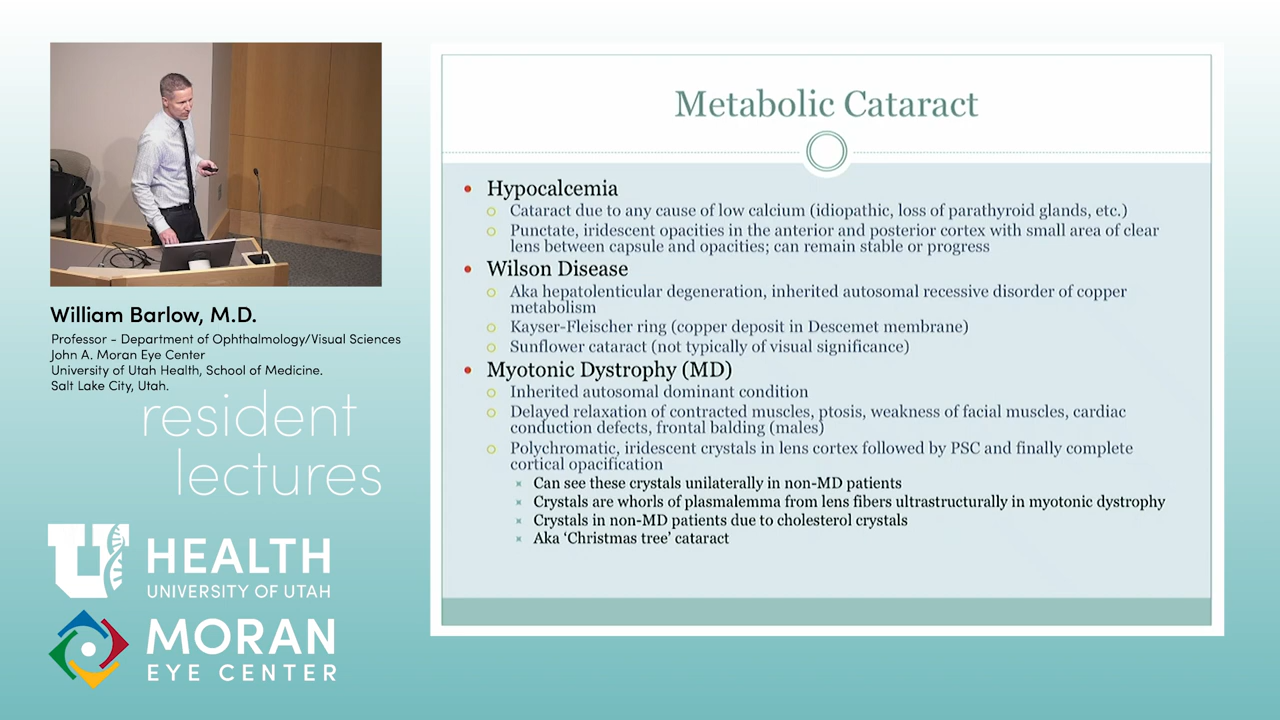 William Barlow, M.D.
Professor - Department of Ophthalmology/Visual Sciences
John A. Moran Eye Center
University of Utah Health, School of Medicine.
Salt Lake City, Utah.
resident
lectures
U HEALTH
UNIVERSITY OF UTAH
MORAN
EYE CENTER
Metabolic Cataract
Hypocalcemia
Cataract due to any cause of low calcium (idiopathic, loss of parathyroid glands, etc.)
Punctate, iridescent opacities in the anterior and posterior cortex with small area of clear
lens between capsule and opacities; can remain stable or progress
Wilson Disease
Aka hepatolenticular degeneration, inherited autosomal recessive disorder of copper
metabolism
Kayser-Fleischer ring (copper deposit in Descemet membrane)
Sunflower cataract (not typically of visual significance)
Myotonic Dystrophy (MD)
Inherited autosomal dominant condition
Delayed relaxation of contracted muscles, ptosis, weakness of facial muscles, cardiac
conduction defects, frontal balding (males)
Polychromatic, iridescent crystals in lens cortex followed by PSC and finally complete
cortical opacification
Can see these crystals unilaterally in non-MD patients
Crystals are whorls of plasmalemma from lens fibers ultrastructurally in myotonic dystrophy
Crystals in non-MD patients due to cholesterol crystals
Aka ‘Christmas tree’ cataract